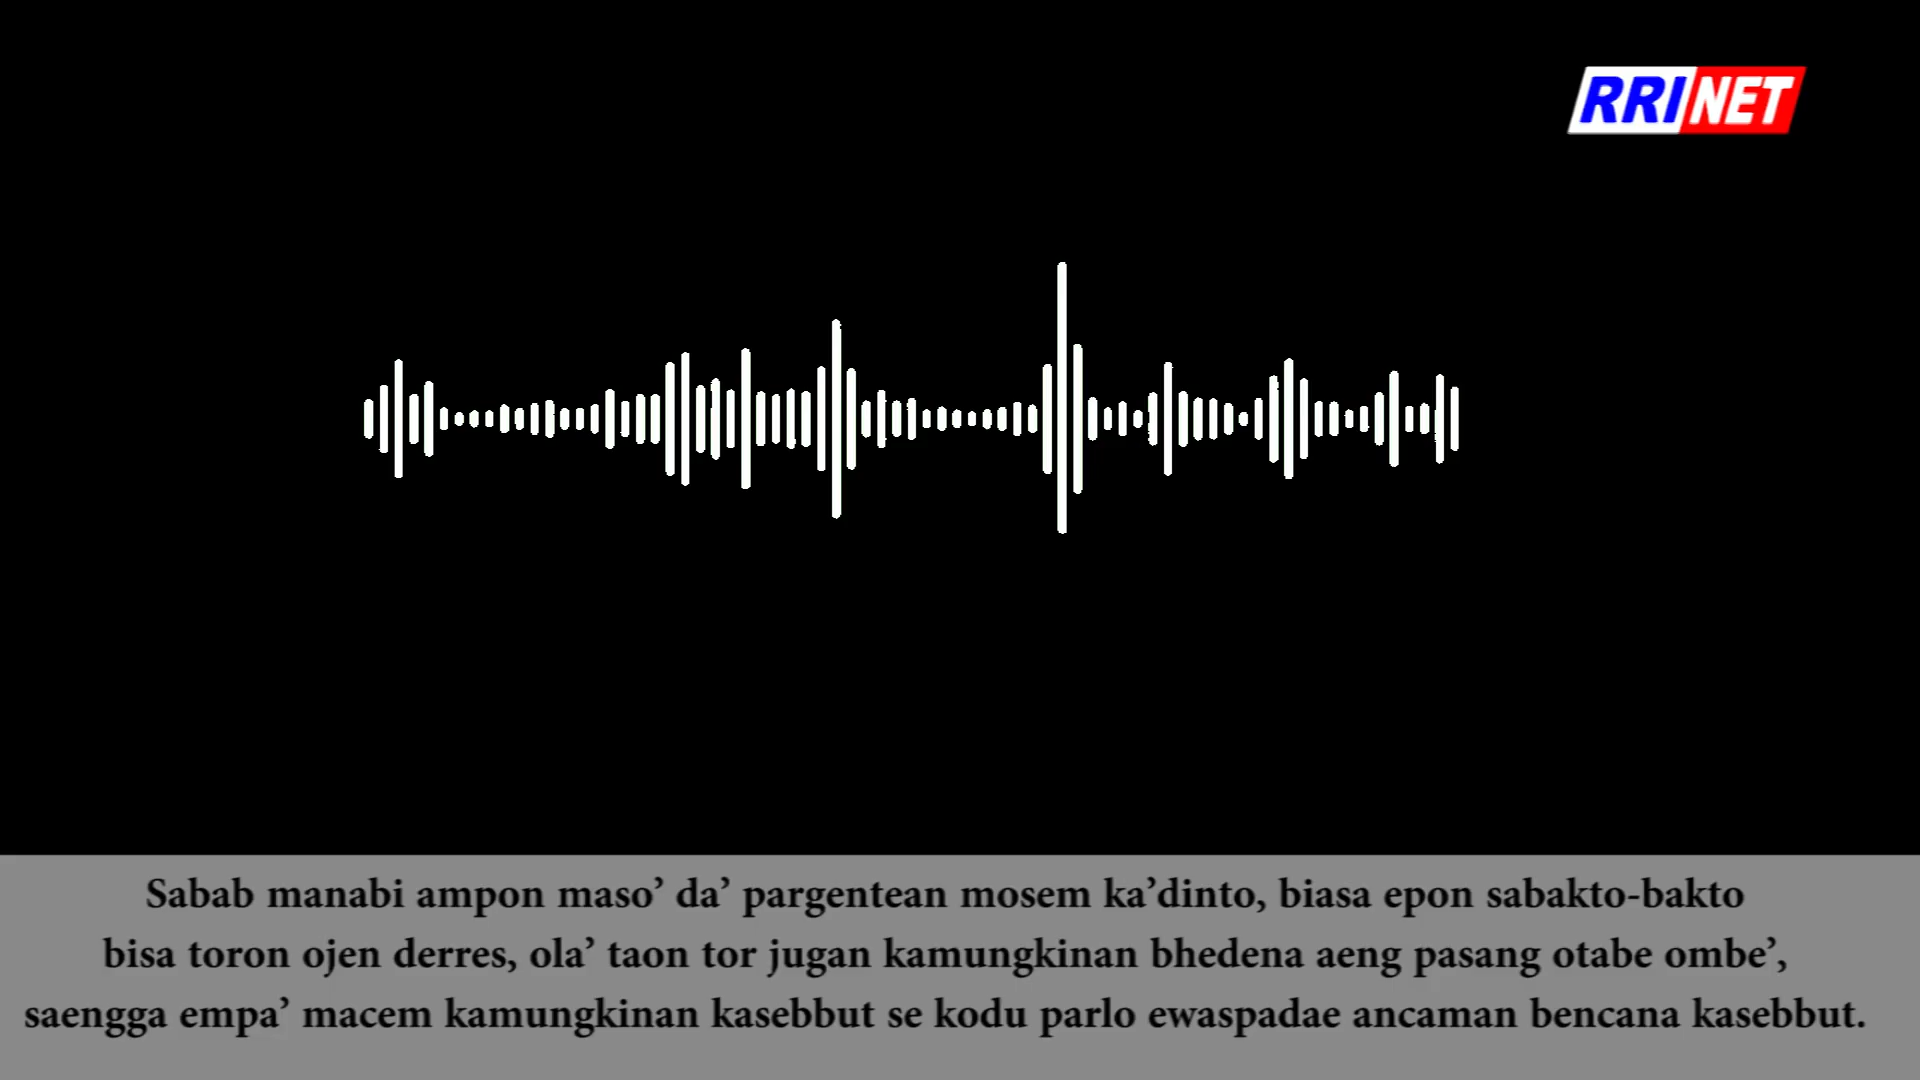 RRINET
Sabab manabi ampon maso’ da’ pargentean mosem ka’dinto, biasa epon sabakto-bakto
bisa toron ojen derres, ola’ taon tor jugan kamungkinan bhedena aeng pasang otabe ombe’,
saengga empa’ macem kamungkinan kasebbut se kodu parlo ewaspadae ancaman bencana kasebbut.